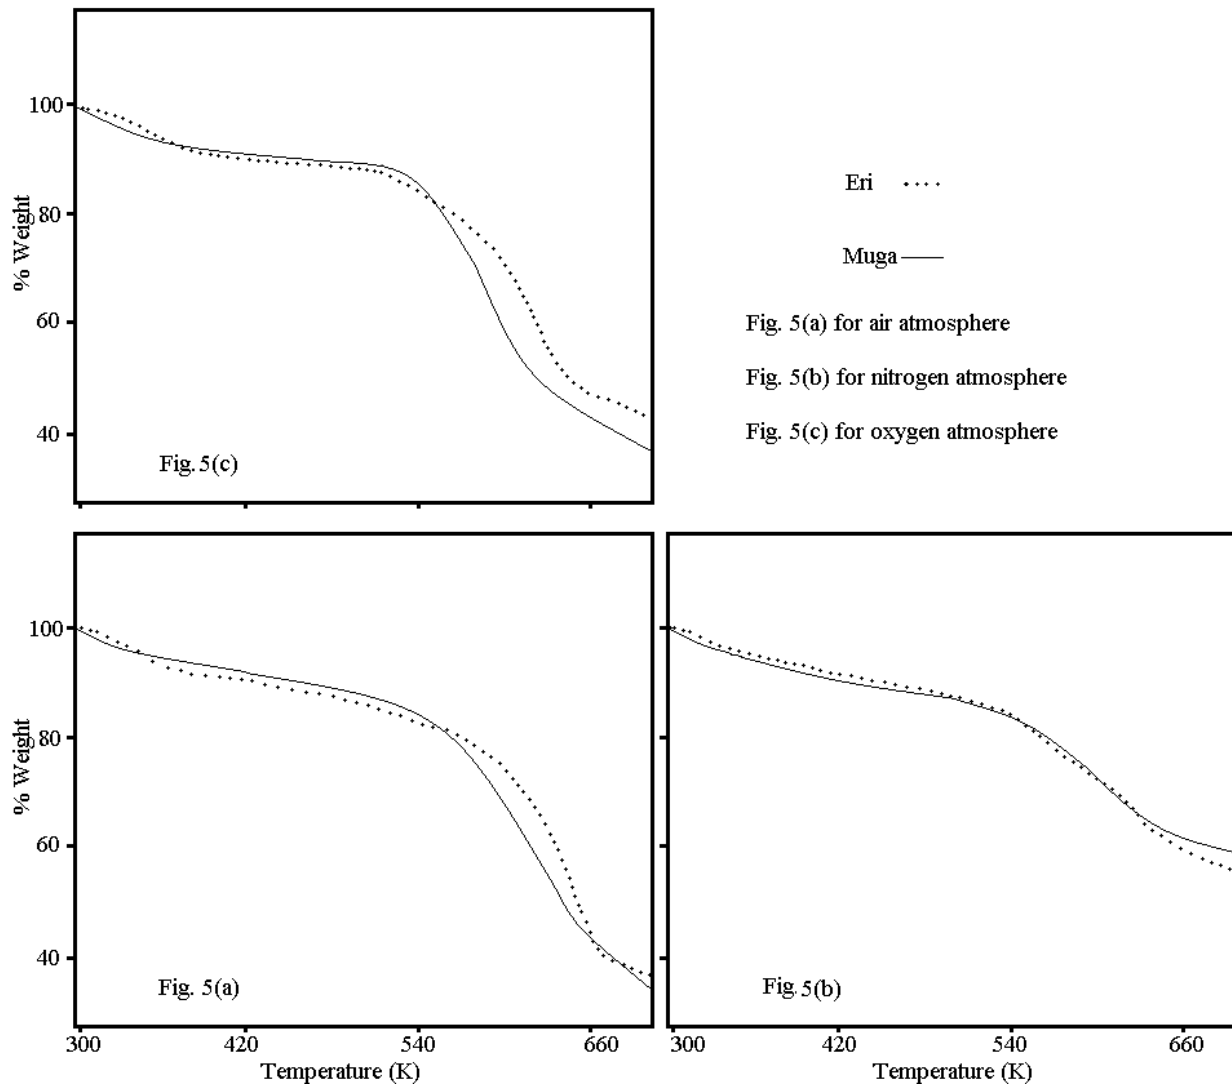 100
80
60
40
% Weight
Fig. 5(c)
Eri
Muga
Fig. 5(a) for air atmosphere
Fig. 5(b) for nitrogen atmosphere
Fig. 5(c) for oxygen atmosphere
100
80
60
40
% Weight
Fig. 5(a)
300 420 540 660
Temperature (K)
Fig. 5(b)
300 420 540 660
Temperature (K)